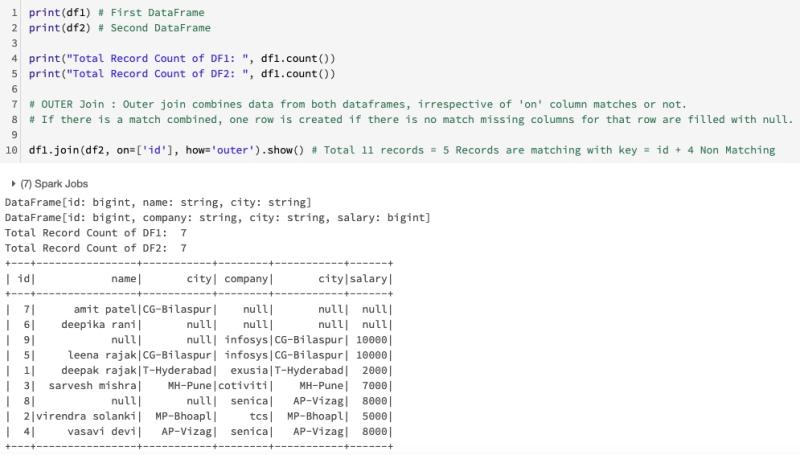 1 print(df1) # First DataFrame
2 print(df2) # Second DataFrame
3
4 print("Total Record Count of DF1: ", df1.count())
5 print("Total Record Count of DF2: ", df1.count())
6
7 # OUTER Join : Outer join combines data from both dataframes, irrespective of 'on' column matches or not.
8 # If there is a match combined, one row is created if there is no match missing columns for that row are filled with null.
9
10 df1.join(df2, on=['id'], how='outer').show() # Total 11 records = 5 Records are matching with key = id + 4 Non Matching
(7) Spark Jobs
DataFrame[id: bigint, name: string, city: string]
DataFrame[id: bigint, company: string, city: string, salary: bigint]
Total Record Count of DF1:  7
Total Record Count of DF2:  7
+---+----------------+-----------+--------+-----------+------+
| id|            name|       city| company|       city|salary|
+---+----------------+-----------+--------+-----------+------+
|  7|      amit patel|CG-Bilaspur|    null|       null|  null|
|  6|    deepika rani|       null|    null|       null|  null|
|  9|            null|       null| infosys|CG-Bilaspur| 10000|
|  5|     leena rajak|CG-Bilaspur| infosys|CG-Bilaspur| 10000|
|  1|    deepak rajak|T-Hyderabad|  exusia|T-Hyderabad|  2000|
|  3|  sarvesh mishra|    MH-Pune|cotiviti|    MH-Pune|  7000|
|  8|            null|       null|  senica|   AP-Vizag|  8000|
|  2|virendra solanki|  MP-Bhoapl|     tcs|  MP-Bhoapl|  5000|
|  4|     vasavi devi|   AP-Vizag|  senica|   AP-Vizag|  8000|
+---+----------------+-----------+--------+-----------+------+